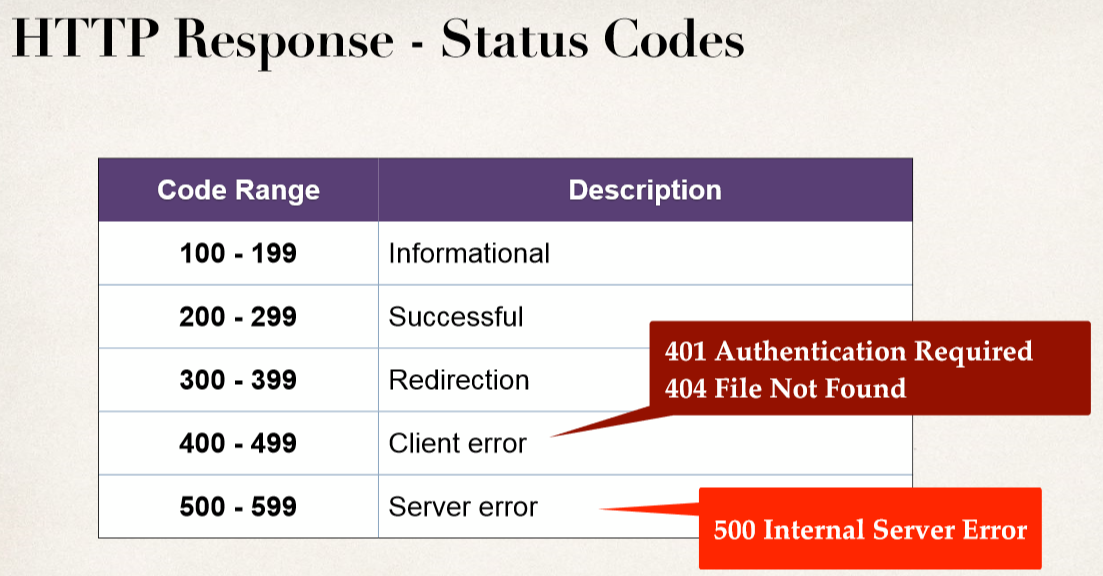 HTTP Response - Status Codes
Code Range Description
100 - 199 Informational
200 - 299 Successful
300 - 399 Redirection
400 - 499 Client error
500 - 599 Server error
401 Authentication Required
404 File Not Found
500 Internal Server Error